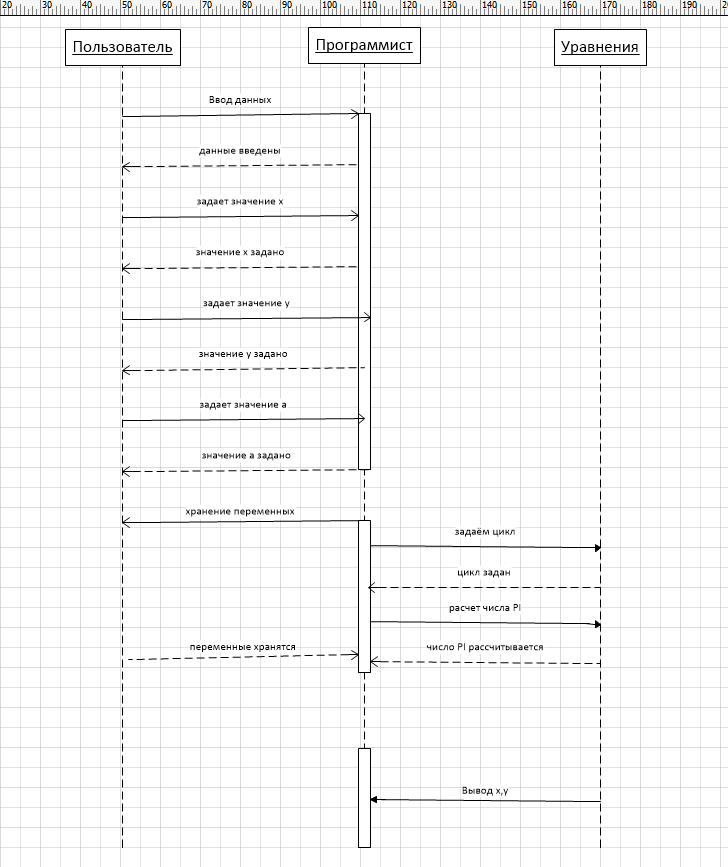 20 30 40 50 60 70 80 90 100 110 120 130 140 150 160 170 180 190
Пользователь
Программист
Уравнения
Ввод данных
данные введены
задает значение x
значение x задано
задает значение y
значение y задано
задает значение a
значение a задано
хранение переменных
задаём цикл
цикл задан
расчет числа PI
переменные хранятся
число PI рассчитывается
Вывод x,y